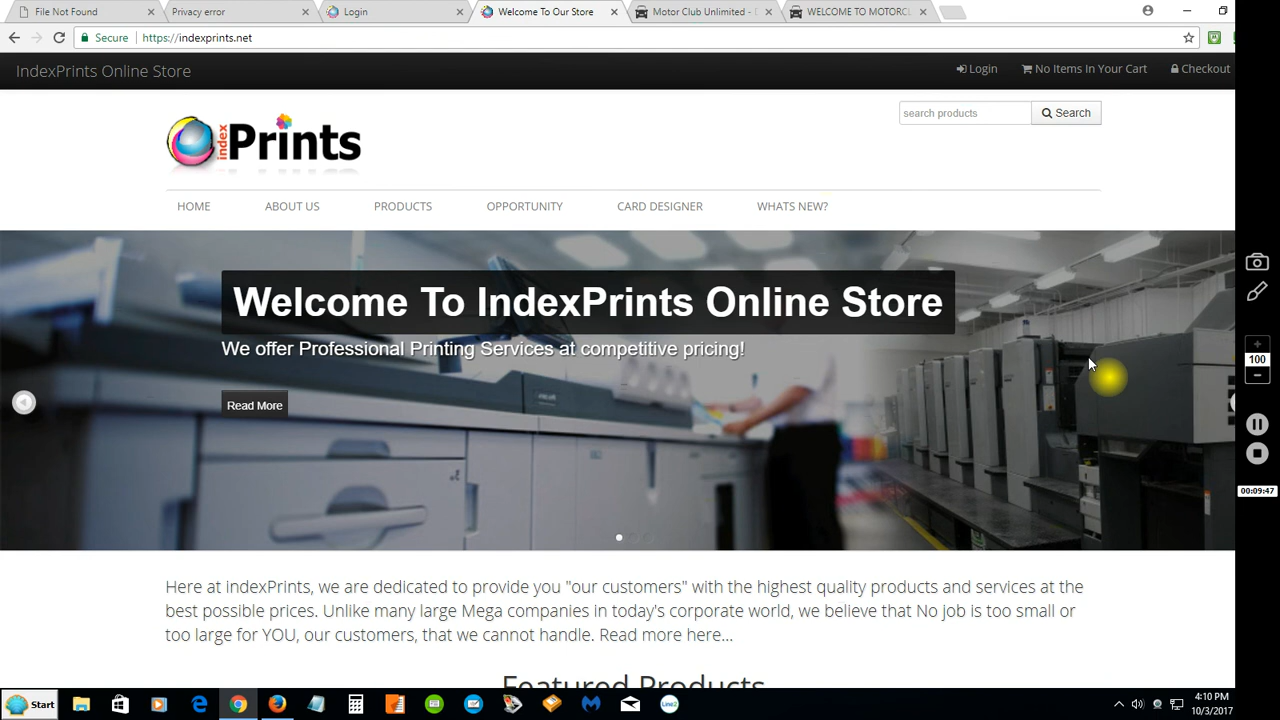 File Not Found
Privacy error
Login
Welcome To Our Store
Motor Club Unlimited - 
WELCOME TO MOTORCL
Secure
https://indexprints.net
IndexPrints Online Store
Login
No Items In Your Cart
Checkout
index Prints
search products
Search
HOME
ABOUT US
PRODUCTS
OPPORTUNITY
CARD DESIGNER
WHATS NEW?
Welcome To IndexPrints Online Store
We offer Professional Printing Services at competitive pricing!
Read More
100
00:09:47
Here at indexPrints, we are dedicated to provide you "our customers" with the highest quality products and services at the
best possible prices. Unlike many large Mega companies in today's corporate world, we believe that No job is too small or
too large for YOU, our customers, that we cannot handle. Read more here...
Featured Products
Start
Line2
4:10 PM
10/3/2017